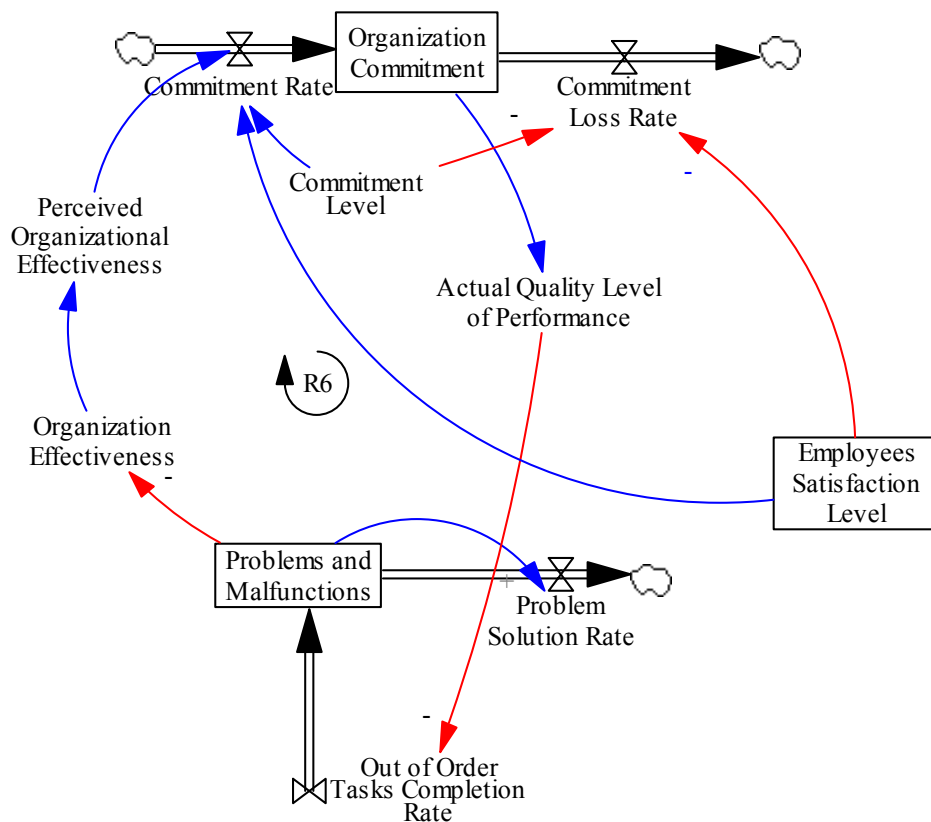 Organization
Commitment
Commitment Rate
Commitment
Loss Rate
-
Commitment
Level
-
Perceived
Organizational
Effectiveness
Actual Quality Level
of Performance
R6
Organization
Effectiveness
-
Employees
Satisfaction
Level
Problems and
Malfunctions
Problem
Solution Rate
-
Out of Order
Tasks Completion
Rate